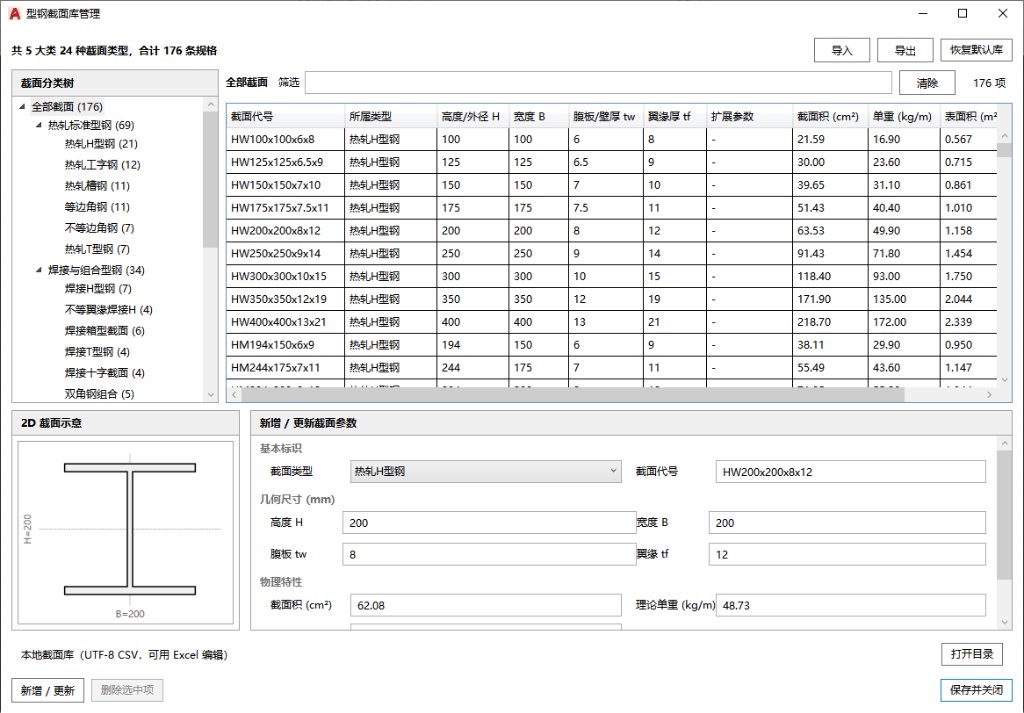 型钢截面库管理
共 5 大类 24 种截面类型，合计 176 条规格
导入 导出 恢复默认库
截面分类树
全部截面 (176)
热轧标准型钢 (69)
热轧H型钢 (21)
热轧工字钢 (12)
热轧槽钢 (11)
等边角钢 (11)
不等边角钢 (7)
热轧T型钢 (7)
焊接与组合型钢 (34)
焊接H型钢 (7)
不等翼缘焊接H (4)
焊接箱型截面 (6)
焊接T型钢 (4)
焊接十字截面 (4)
双角钢组合 (5)
全部截面 筛选 清除 176 项
截面代号 所属类型 高度/外径 H 宽度 B 腹板/壁厚 tw 翼缘厚 tf 扩展参数 截面积 (cm²) 单重 (kg/m) 表面积 (m²
HW100x100x6x8 热轧H型钢 100 100 6 8 - 21.59 16.90 0.567
HW125x125x6.5x9 热轧H型钢 125 125 6.5 9 - 30.00 23.60 0.715
HW150x150x7x10 热轧H型钢 150 150 7 10 - 39.65 31.10 0.861
HW175x175x7.5x11 热轧H型钢 175 175 7.5 11 - 51.43 40.40 1.010
HW200x200x8x12 热轧H型钢 200 200 8 12 - 63.53 49.90 1.158
HW250x250x9x14 热轧H型钢 250 250 9 14 - 91.43 71.80 1.454
HW300x300x10x15 热轧H型钢 300 300 10 15 - 118.40 93.00 1.750
HW350x350x12x19 热轧H型钢 350 350 12 19 - 171.90 135.00 2.044
HW400x400x13x21 热轧H型钢 400 400 13 21 - 218.70 172.00 2.339
HM194x150x6x9 热轧H型钢 194 150 6 9 - 38.11 29.90 0.950
HM244x175x7x11 热轧H型钢 244 175 7 11 - 55.49 43.60 1.147
2D 截面示意
H=200
B=200
新增 / 更新截面参数
基本标识
截面类型 热轧H型钢 截面代号 HW200x200x8x12
几何尺寸 (mm)
高度 H 200 宽度 B 200
腹板 tw 8 翼缘 tf 12
物理特性
截面积 (cm²) 62.08 理论单重 (kg/m) 48.73
本地截面库（UTF-8 CSV，可用 Excel 编辑） 打开目录
新增 / 更新 删除选中项 保存并关闭